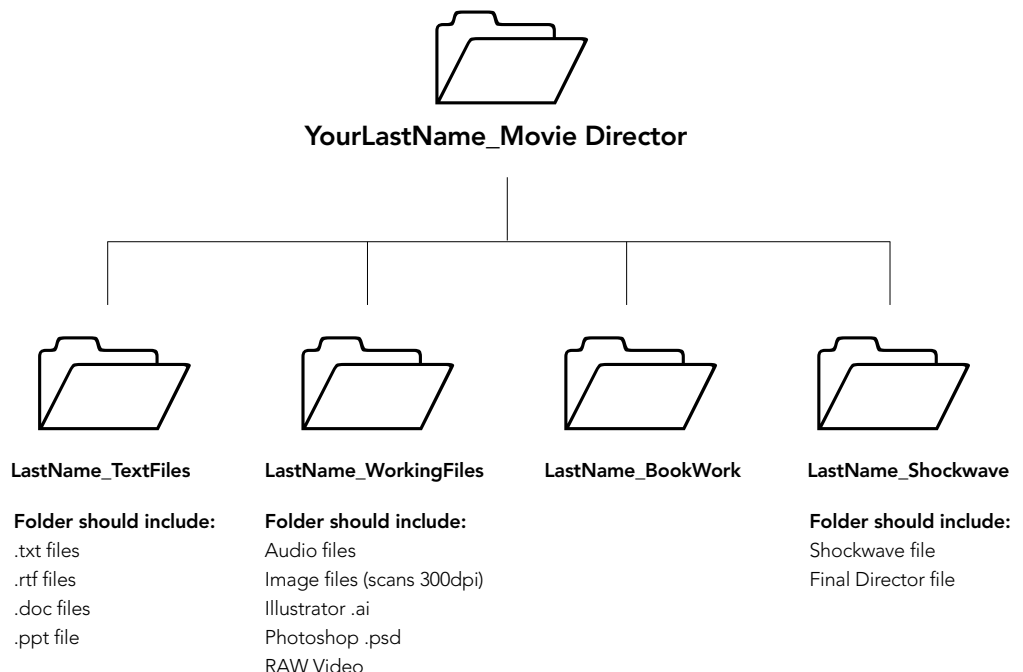 YourLastName_Movie Director
LastName_TextFiles
Folder should include:
.txt files
.rtf files
.doc files
.ppt file
LastName_WorkingFiles
Folder should include:
Audio files
Image files (scans 300dpi)
Illustrator .ai
Photoshop .psd
RAW Video
LastName_BookWork
LastName_Shockwave
Folder should include:
Shockwave file
Final Director file